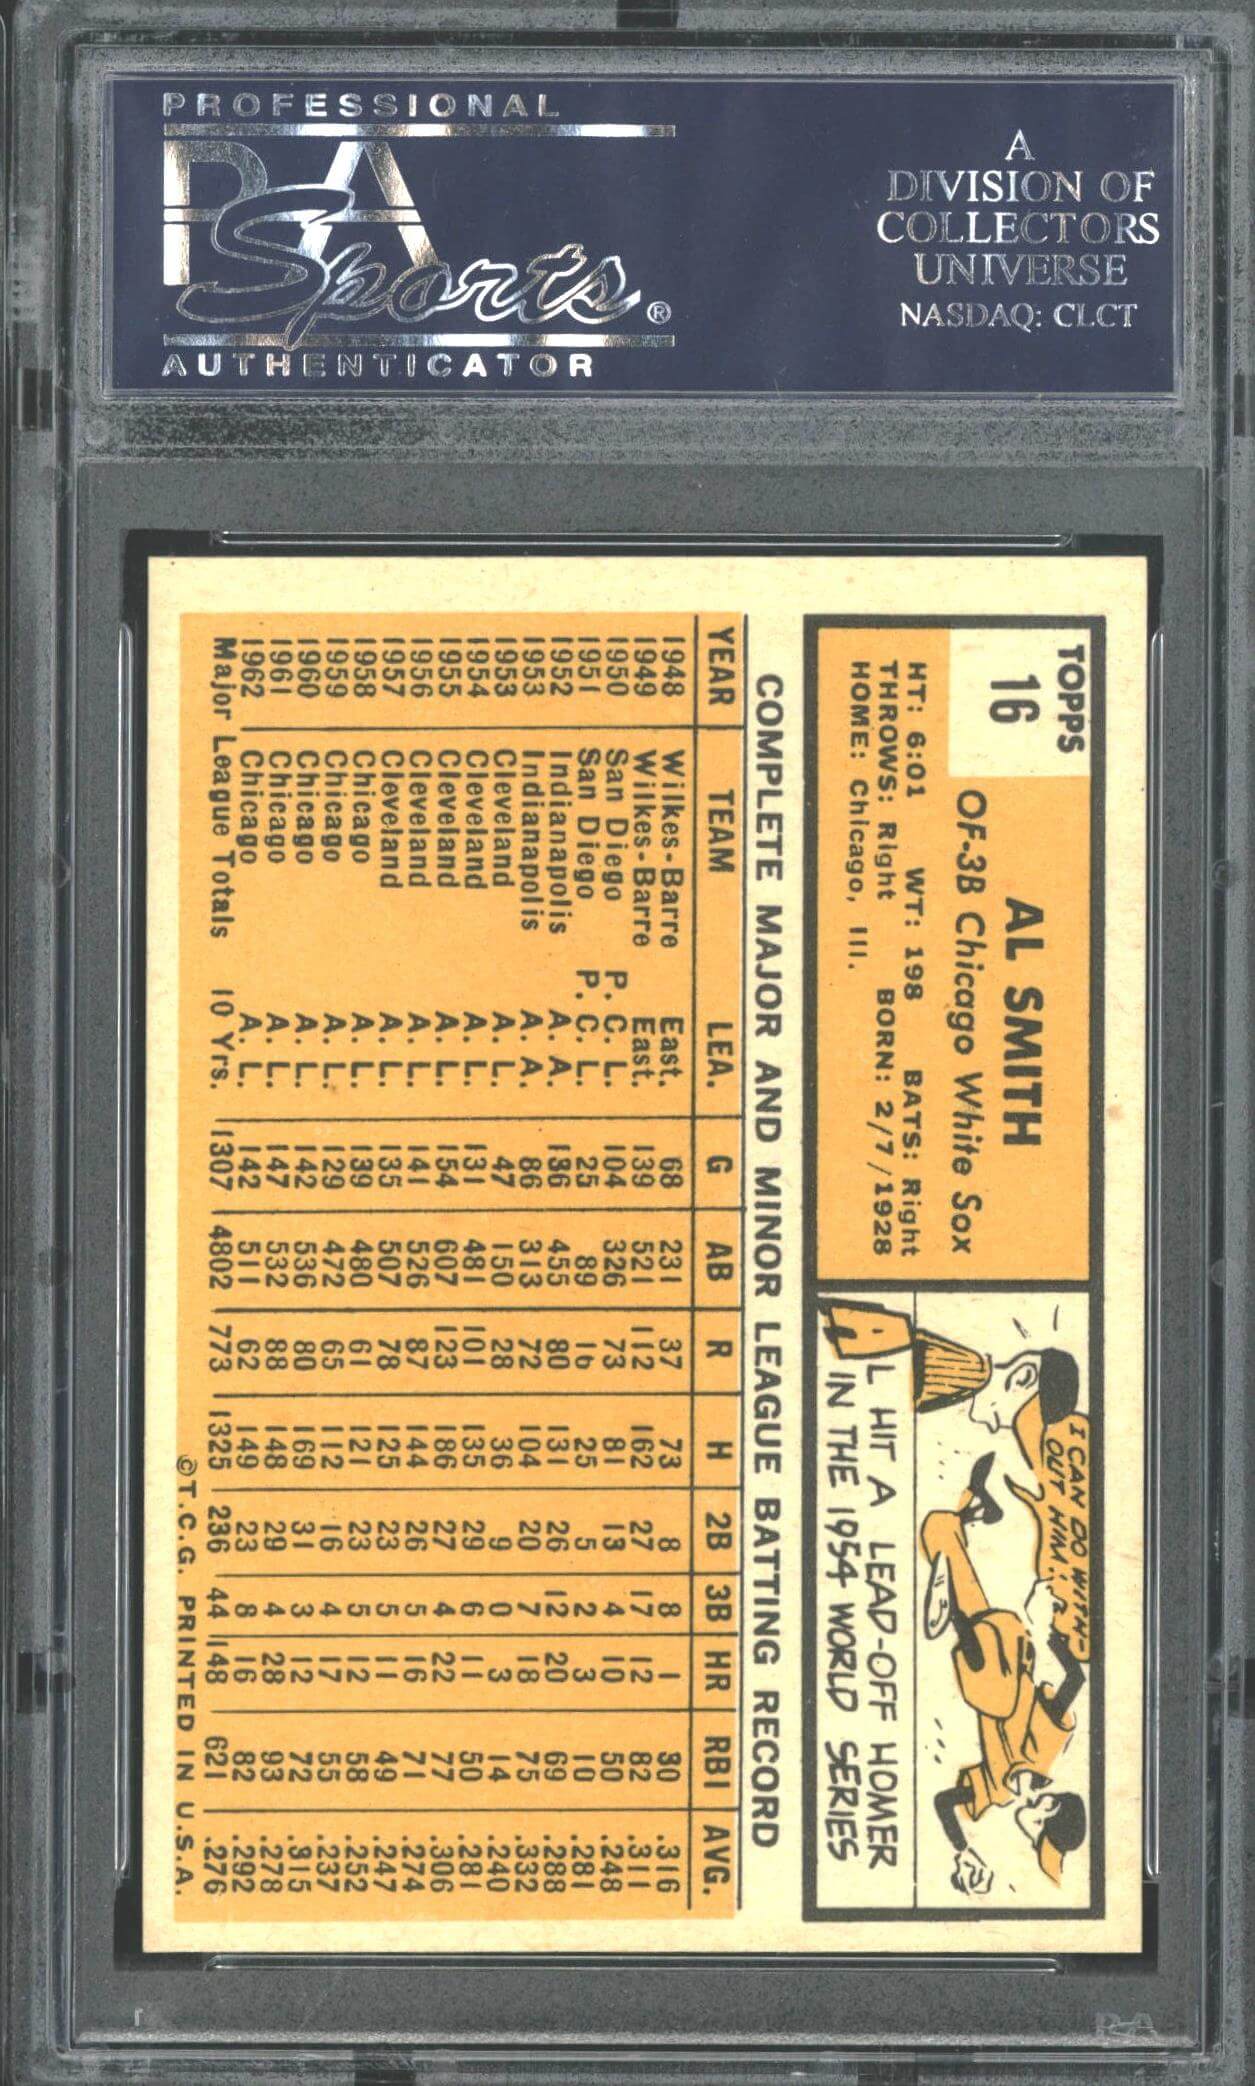 PROFESSIONAL
PSA
Sports®
AUTHENTICATOR
A
DIVISION OF
COLLECTORS
UNIVERSE
NASDAQ: CLCT
TOPPS
16
AL SMITH
OF-3B Chicago White Sox
HT: 6:01 WT: 198 BATS: Right
THROWS: Right BORN: 2/7/1928
HOME: Chicago, Ill.
I CAN DO WITH-
OUT HIM!
AL HIT A LEAD-OFF HOMER
IN THE 1954 WORLD SERIES
COMPLETE MAJOR AND MINOR LEAGUE BATTING RECORD
YEAR TEAM LEA. G AB R H 2B 3B HR RBI AVG.
1948 Wilkes-Barre East. 68 231 37 73 8 8 1 30 .316
1949 Wilkes-Barre East. 139 521 112 162 27 17 12 82 .311
1950 San Diego P. C. L. 104 326 73 81 13 4 10 50 .248
1951 San Diego P. C. L. 25 89 16 25 5 2 3 10 .281
1952 Indianapolis A. A. 136 455 80 131 26 12 20 69 .288
1953 Indianapolis A. A. 86 313 72 104 20 7 18 75 .332
1953 Cleveland A. L. 47 150 28 36 9 0 3 14 .240
1954 Cleveland A. L. 131 481 101 135 29 6 11 50 .281
1955 Cleveland A. L. 154 607 123 186 27 4 22 77 .306
1956 Cleveland A. L. 141 526 87 144 26 5 16 71 .274
1957 Cleveland A. L. 135 507 78 125 23 5 11 49 .247
1958 Chicago A. L. 139 480 61 121 23 5 12 58 .252
1959 Chicago A. L. 129 472 65 112 16 4 17 55 .237
1960 Chicago A. L. 142 536 80 169 31 3 12 72 .315
1961 Chicago A. L. 147 532 88 148 29 4 28 93 .278
1962 Chicago A. L. 142 511 62 149 23 8 16 82 .292
Major League Totals 10 Yrs. 1307 4802 773 1325 236 44 148 621 .276
©T.C.G. PRINTED IN U.S.A.
PSA